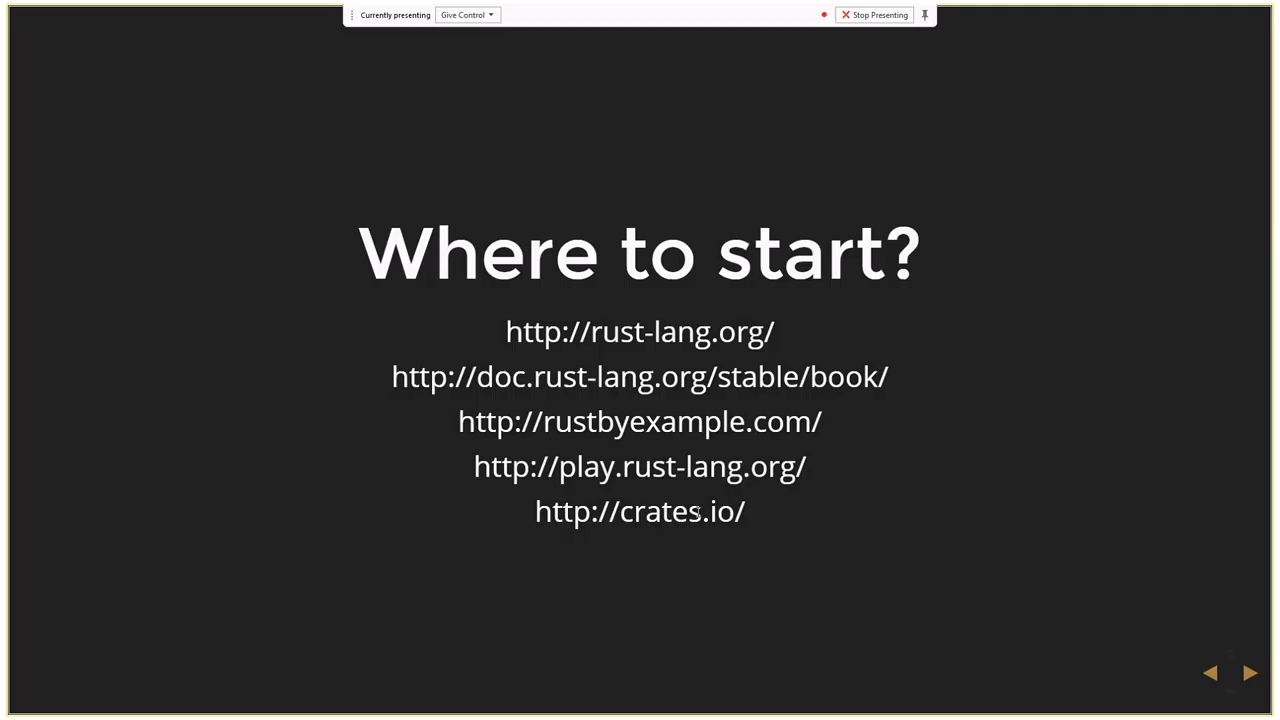 Currently presenting Give Control Stop Presenting
Where to start?
http://rust-lang.org/
http://doc.rust-lang.org/stable/book/
http://rustbyexample.com/
http://play.rust-lang.org/
http://crates.io/